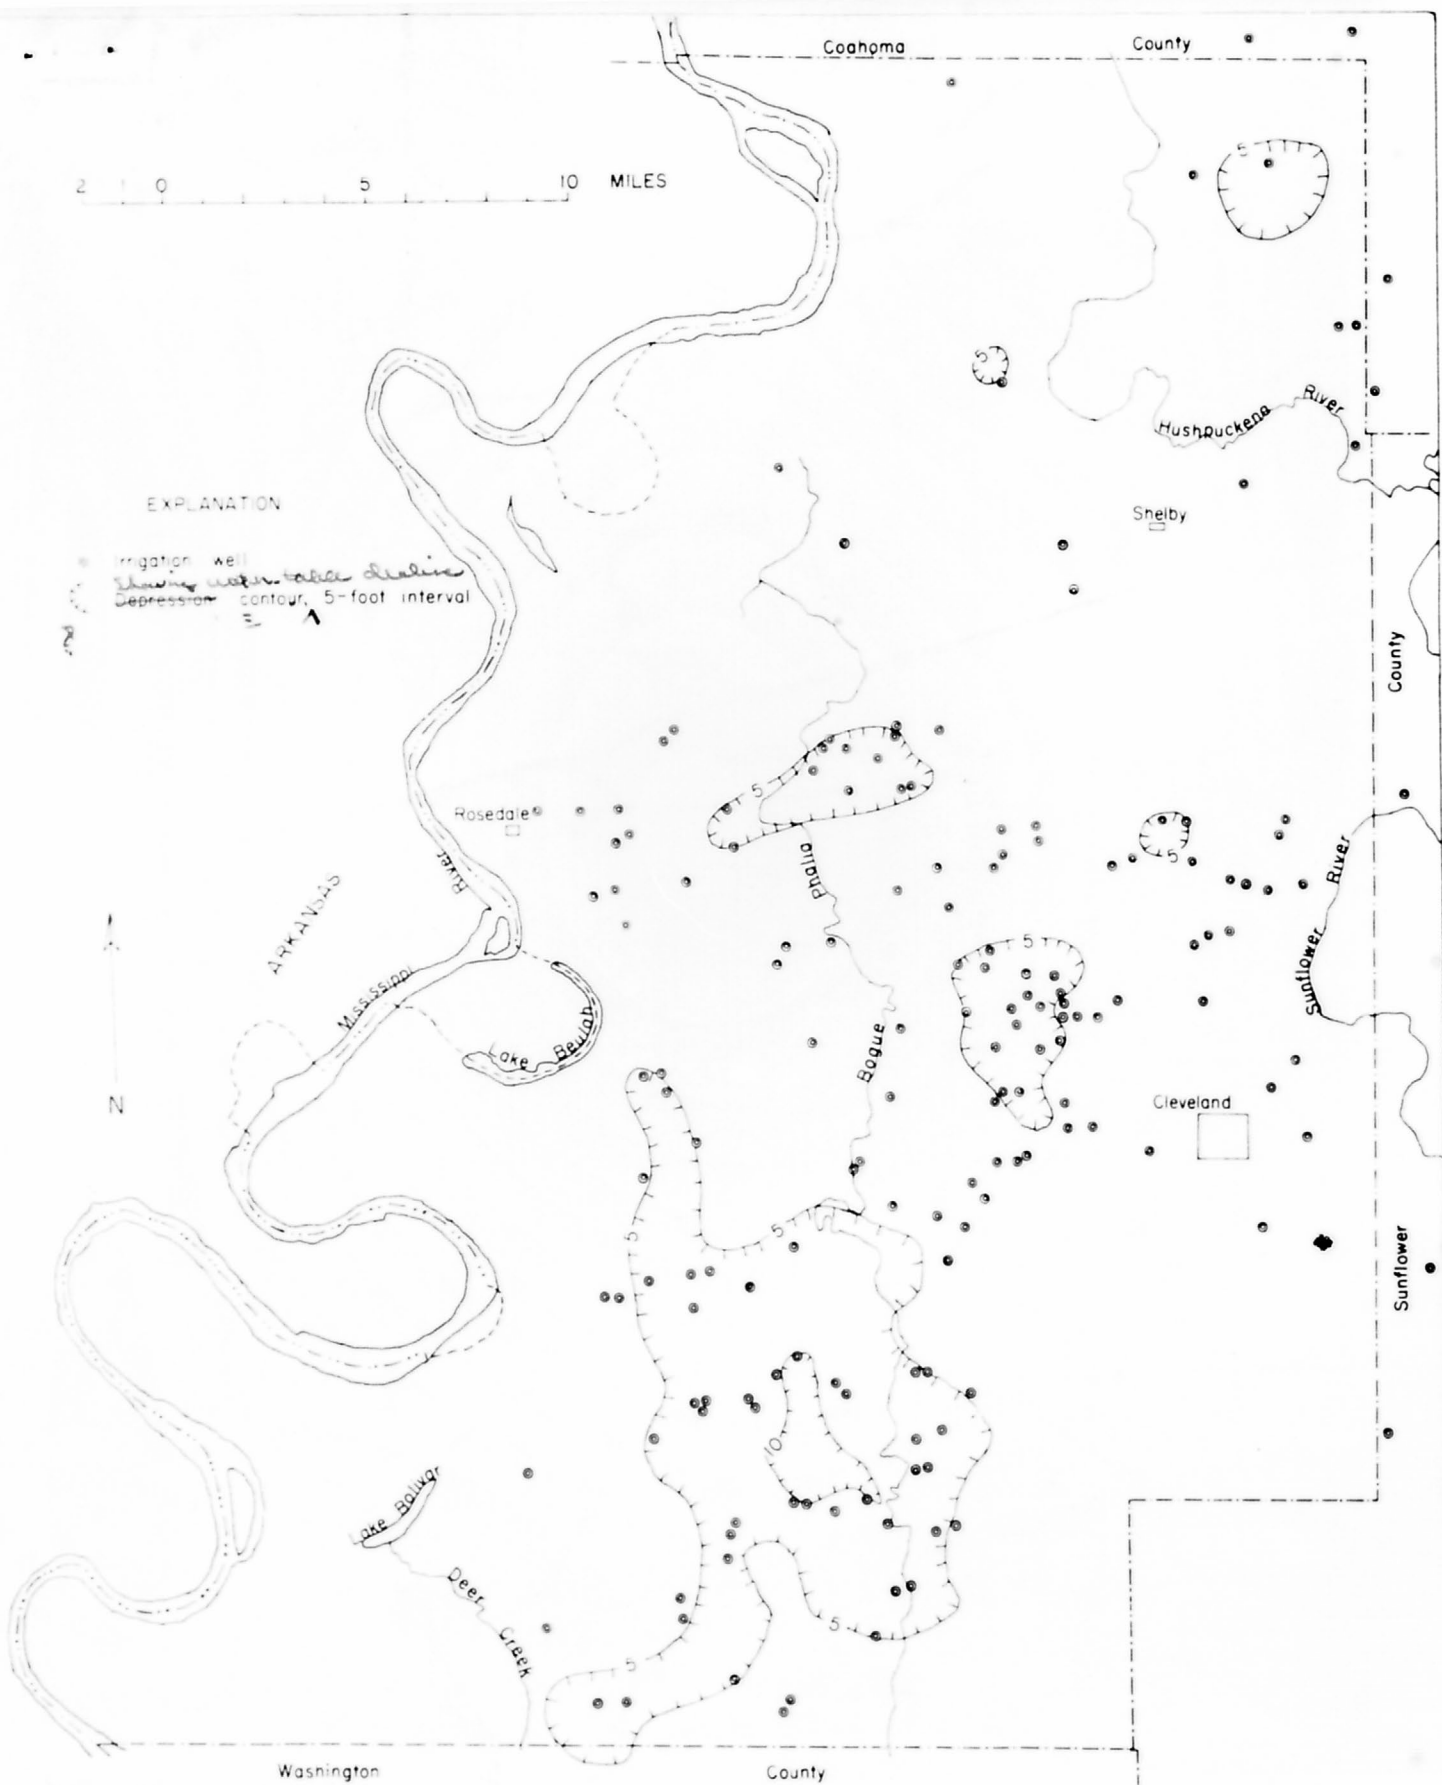 Coahoma County
2 1 0 5 10 MILES
5
5
Hushpuckena River
EXPLANATION
Shelby
Irrigation well
Showing water-table decline
Depression contour, 5-foot interval
County
5
Rosedale
River
Phalia
5
River
ARKANSAS
Sunflower
5
Mississippi
Lake Beulah
Bogue
N
Cleveland
5
5
Sunflower
10
Lake Bolivar
Deer Creek
5
5
Washington County